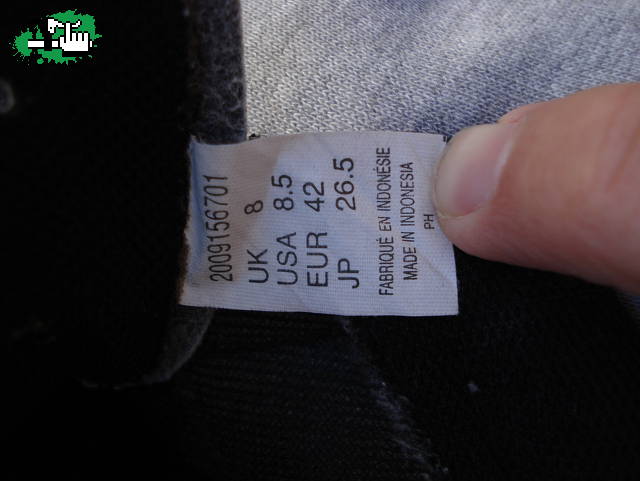 2009156701
UK 8
USA 8.5
EUR 42
JP 26.5
FABRIQUÉ EN INDONÉSIE
MADE IN INDONESIA
PH